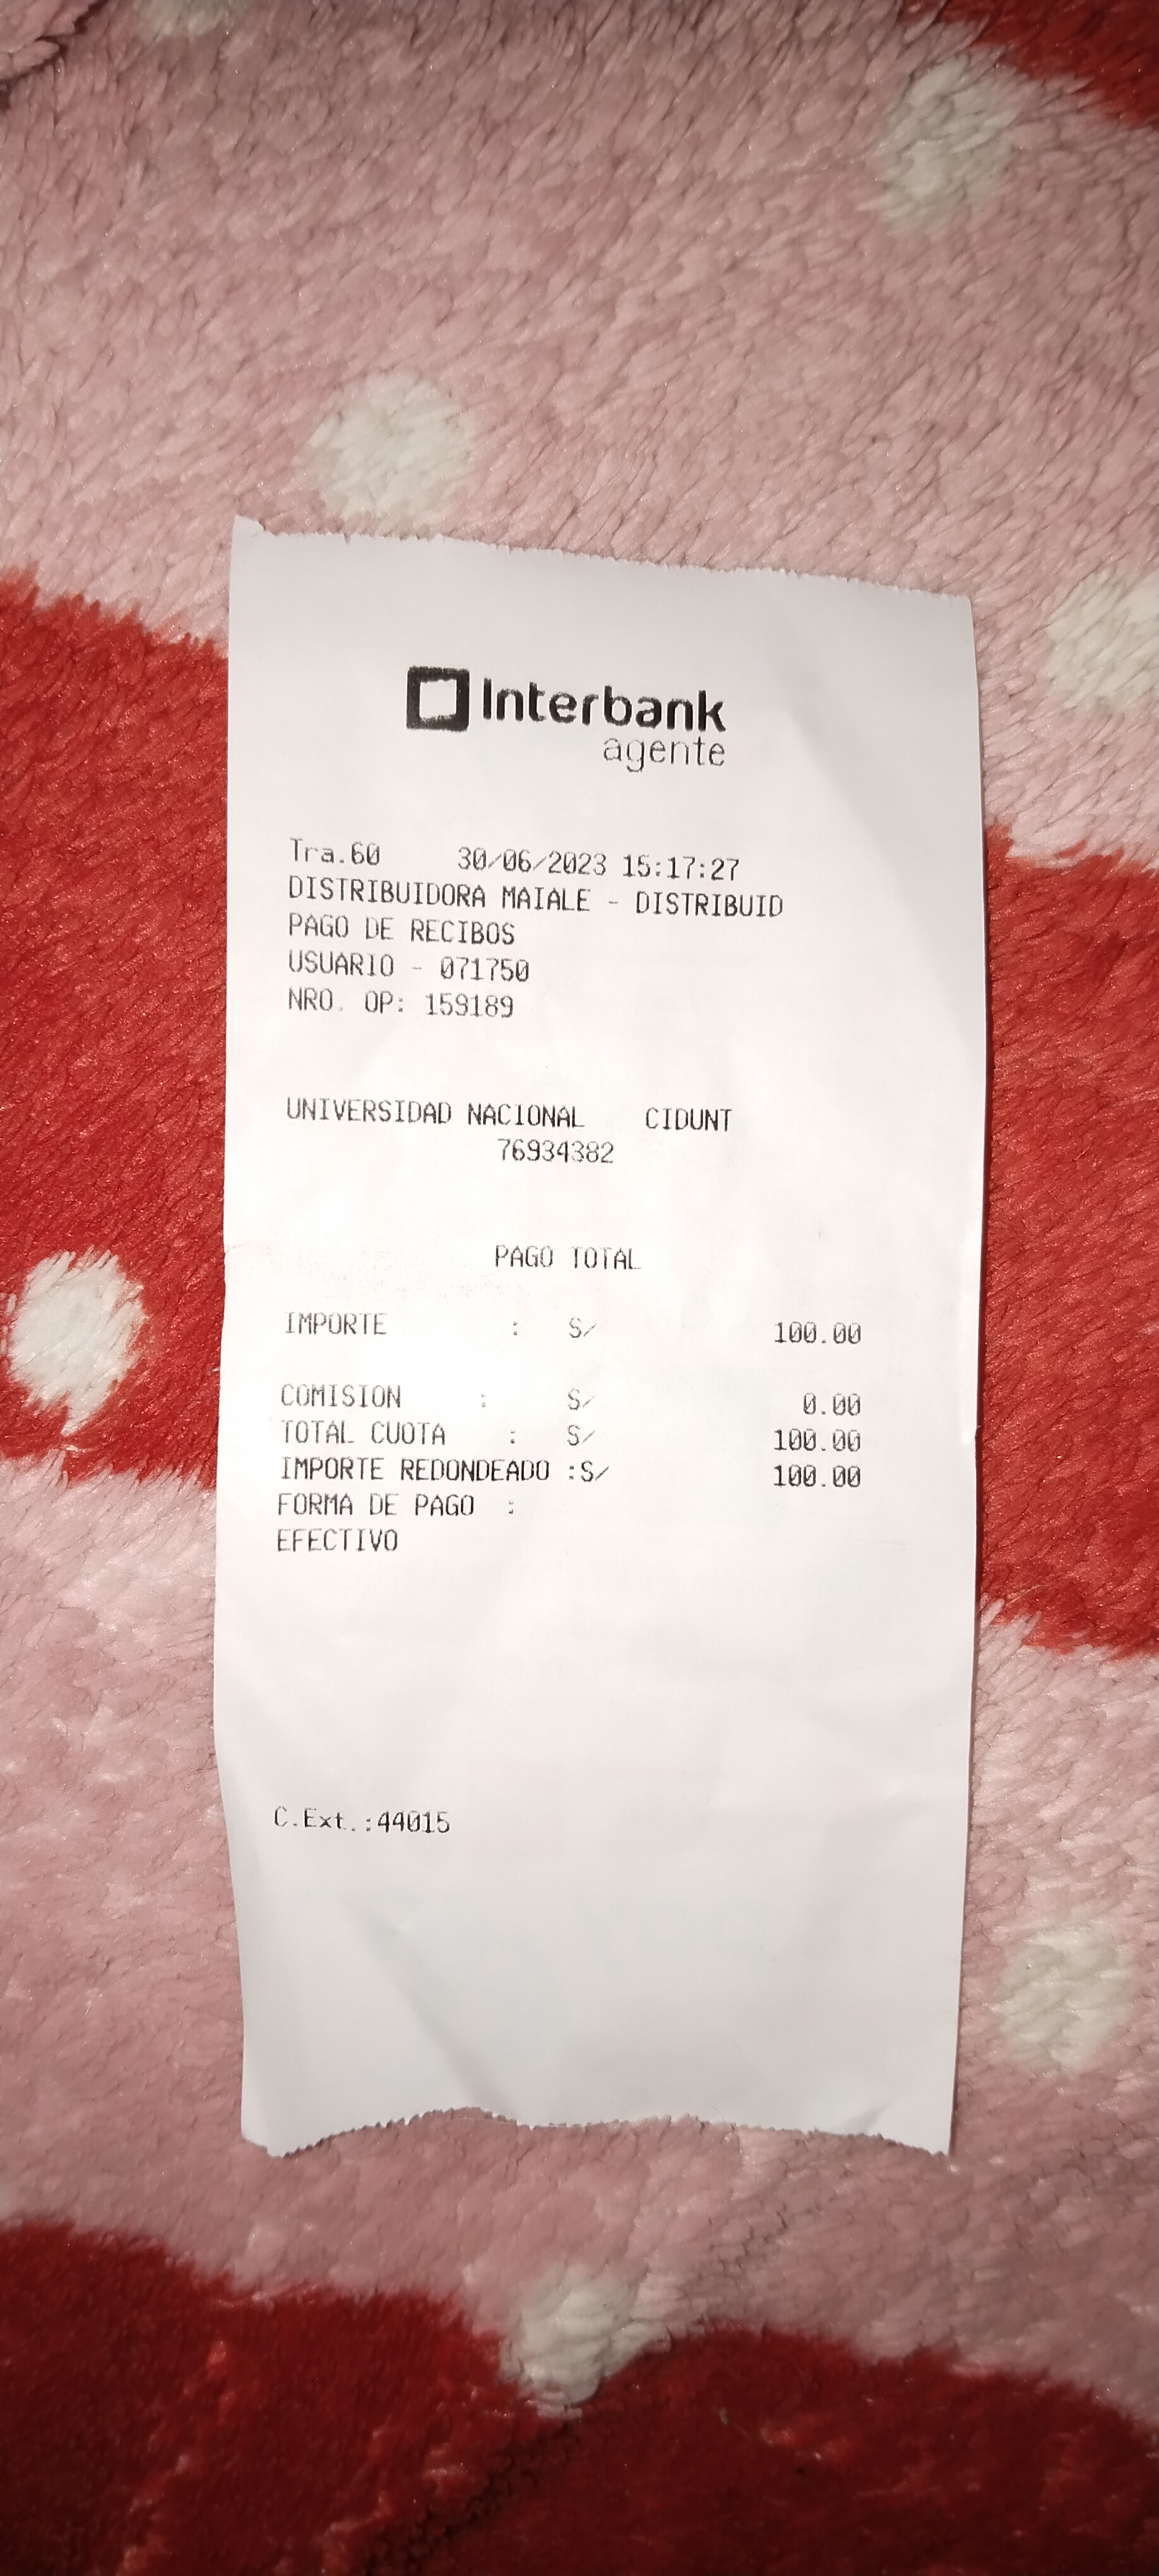 Interbank
agente
Tra.60 30/06/2023 15:17:27
DISTRIBUIDORA MAIALE - DISTRIBUID
PAGO DE RECIBOS
USUARIO - 071750
NRO. OP: 159189
UNIVERSIDAD NACIONAL CIDUNT
76934382
PAGO TOTAL
IMPORTE : S/ 100.00
COMISION : S/ 0.00
TOTAL CUOTA : S/ 100.00
IMPORTE REDONDEADO :S/ 100.00
FORMA DE PAGO :
EFECTIVO
C.Ext.:44015